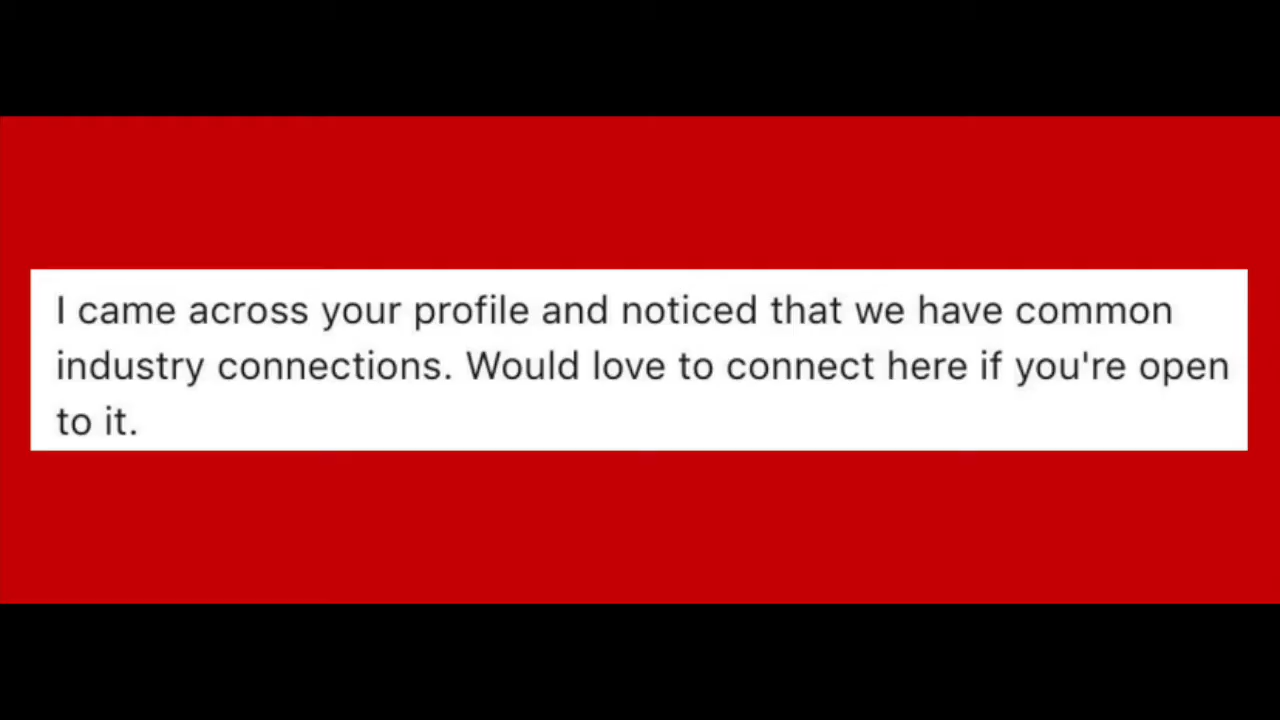 I came across your profile and noticed that we have common
industry connections. Would love to connect here if you're open
to it.